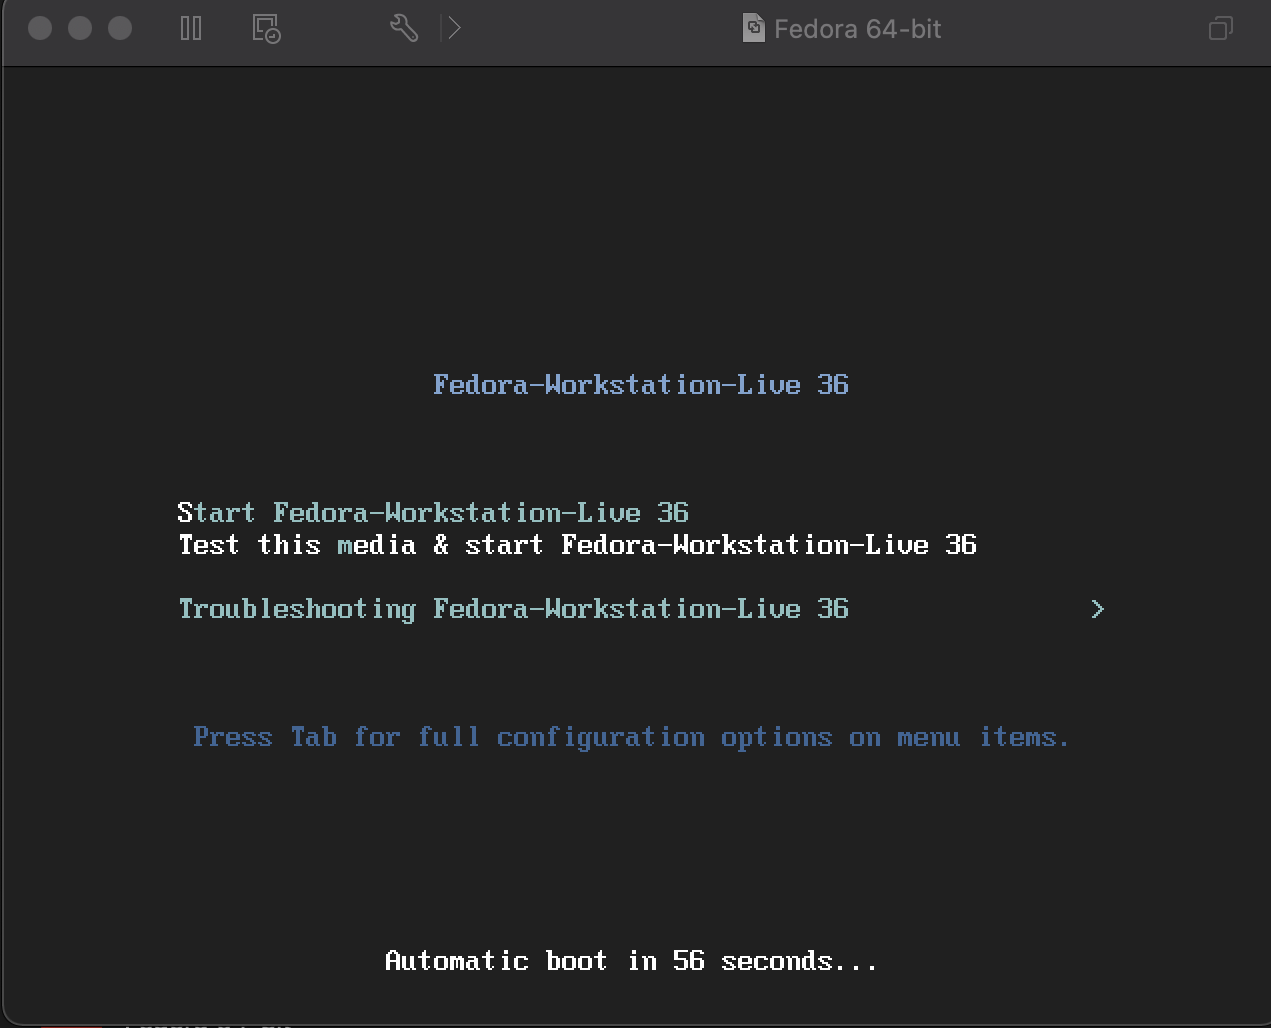 Fedora 64-bit
Fedora-Workstation-Live 36
Start Fedora-Workstation-Live 36
Test this media & start Fedora-Workstation-Live 36
Troubleshooting Fedora-Workstation-Live 36 >
Press Tab for full configuration options on menu items.
Automatic boot in 56 seconds...